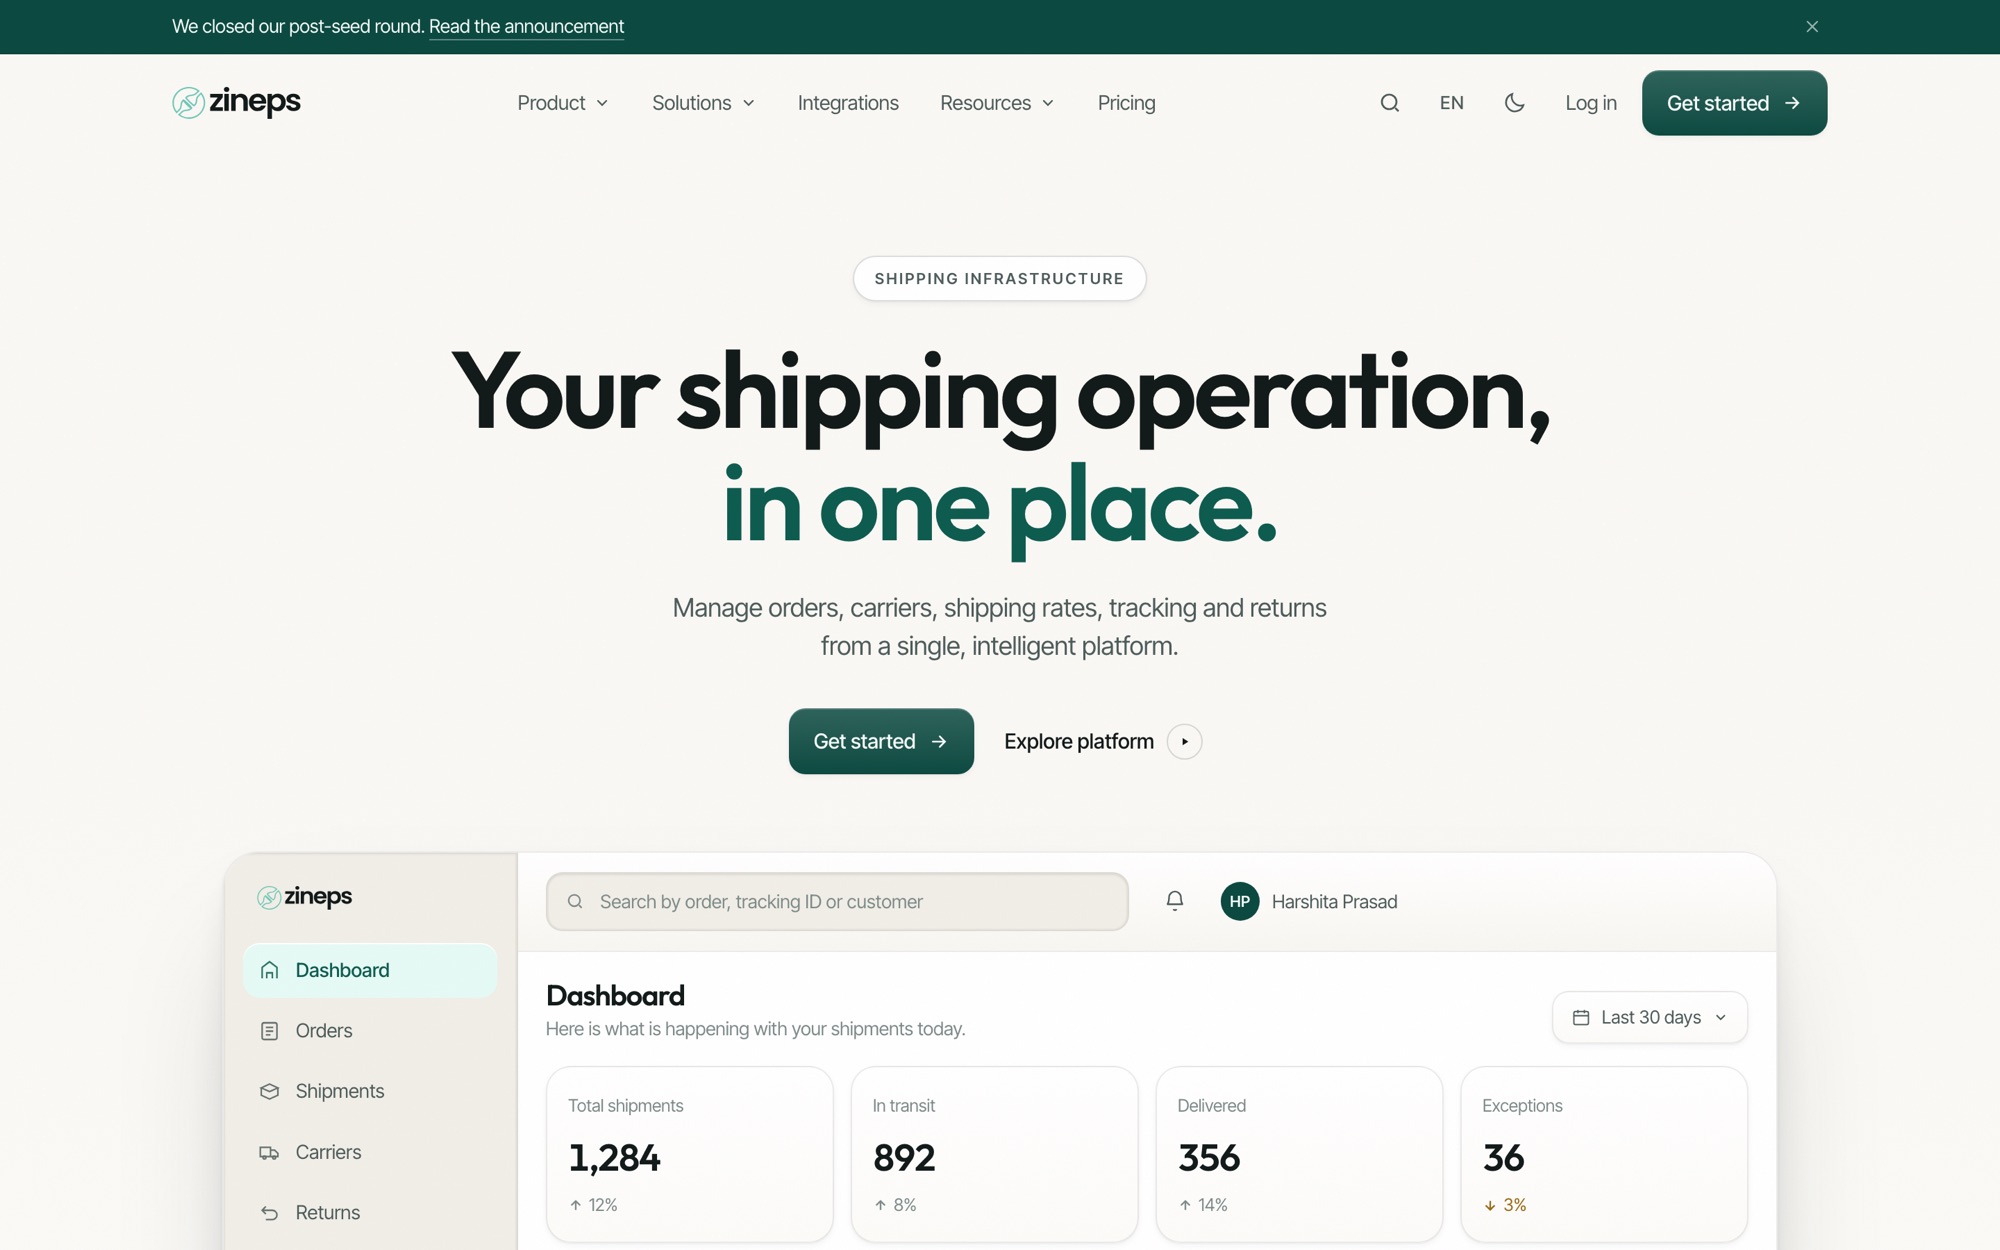 We closed our post-seed round. Read the announcement
zineps
Product
Solutions
Integrations
Resources
Pricing
EN
Log in
Get started
SHIPPING INFRASTRUCTURE
Your shipping operation,
in one place.
Manage orders, carriers, shipping rates, tracking and returns
from a single, intelligent platform.
Get started
Explore platform
zineps
Search by order, tracking ID or customer
HP
Harshita Prasad
Dashboard
Orders
Shipments
Carriers
Returns
Dashboard
Here is what is happening with your shipments today.
Last 30 days
Total shipments
1,284
12%
In transit
892
8%
Delivered
356
14%
Exceptions
36
3%